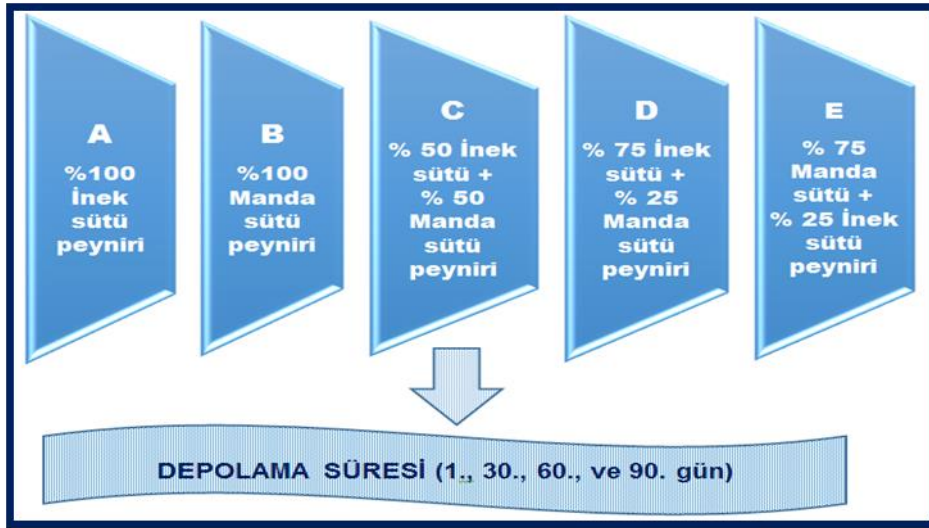 A
%100
İnek
sütü
peyniri
B
%100
Manda
sütü
peyniri
C
% 50 İnek
sütü +
% 50
Manda
sütü
peyniri
D
% 75 İnek
sütü +
% 25
Manda
sütü
peyniri
E
% 75
Manda
sütü +
% 25 İnek
sütü
peyniri
DEPOLAMA SÜRESİ (1., 30., 60., ve 90. gün)